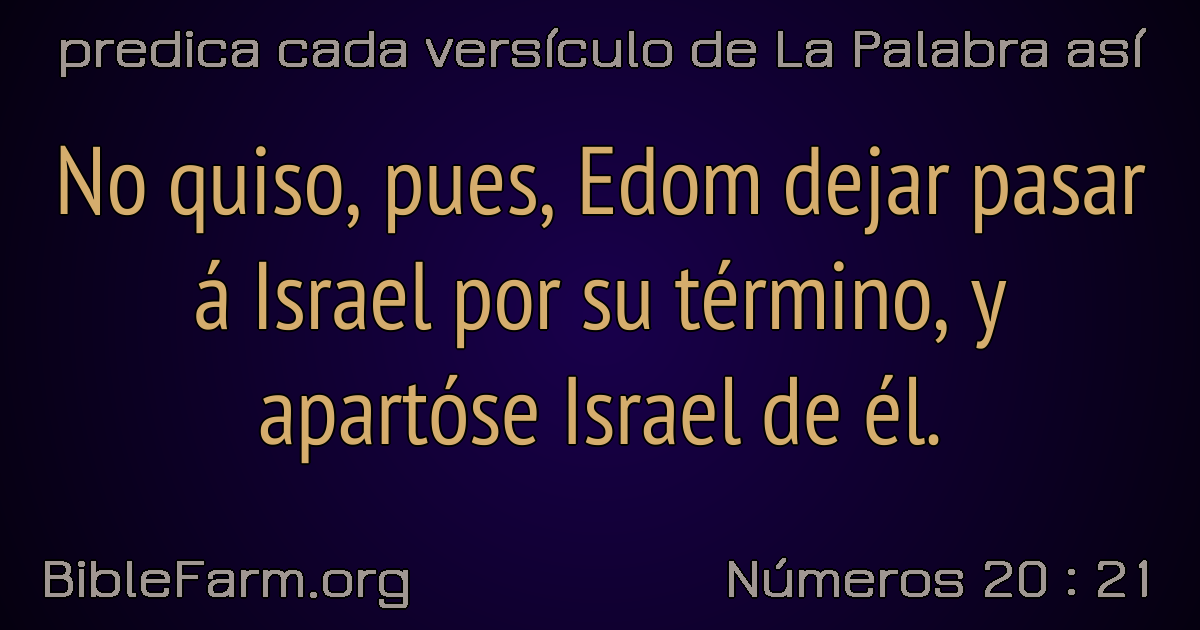 predica cada versículo de La Palabra así
No quiso, pues, Edom dejar pasar
á Israel por su término, y
apartóse Israel de él.
BibleFarm.org
Números 20 : 21